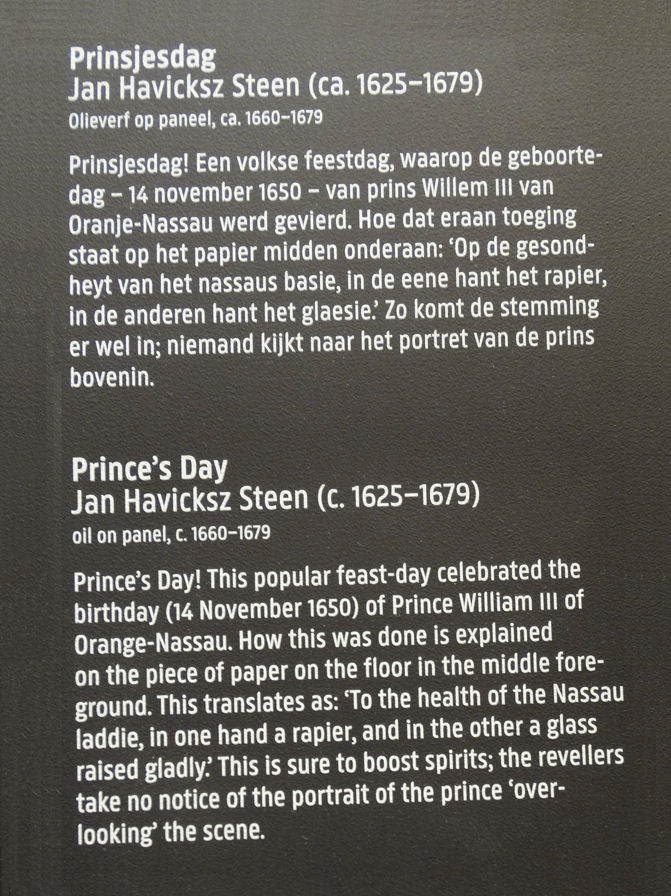 Prinsjesdag
Jan Havicksz Steen (ca. 1625–1679)
Olieverf op paneel, ca. 1660–1679
Prinsjesdag! Een volkse feestdag, waarop de geboorte-
dag – 14 november 1650 – van prins Willem III van
Oranje-Nassau werd gevierd. Hoe dat eraan toeging
staat op het papier midden onderaan: ‘Op de gesond-
heyt van het nassaus basie, in de eene hant het rapier,
in de anderen hant het glaesie.’ Zo komt de stemming
er wel in; niemand kijkt naar het portret van de prins
bovenin.
Prince’s Day
Jan Havicksz Steen (c. 1625–1679)
oil on panel, c. 1660–1679
Prince’s Day! This popular feast-day celebrated the
birthday (14 November 1650) of Prince William III of
Orange-Nassau. How this was done is explained
on the piece of paper on the floor in the middle fore-
ground. This translates as: ‘To the health of the Nassau
laddie, in one hand a rapier, and in the other a glass
raised gladly.’ This is sure to boost spirits; the revellers
take no notice of the portrait of the prince ‘over-
looking’ the scene.